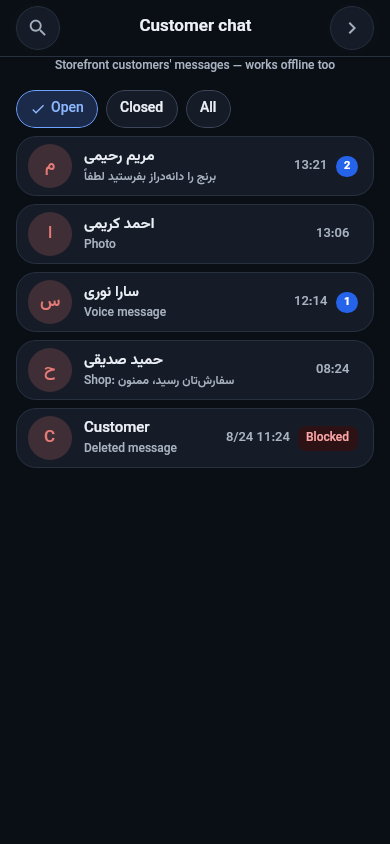 Customer chat
Storefront customers' messages — works offline too
Open
Closed
All
م
مریم رحیمی
برنج را دانه‌دراز بفرستید لطفاً
13:21
2
ا
احمد کریمی
Photo
13:06
س
سارا نوری
Voice message
12:14
1
ح
حمید صدیقی
Shop: سفارش‌تان رسید، ممنون
08:24
C
Customer
Deleted message
8/24 11:24
Blocked